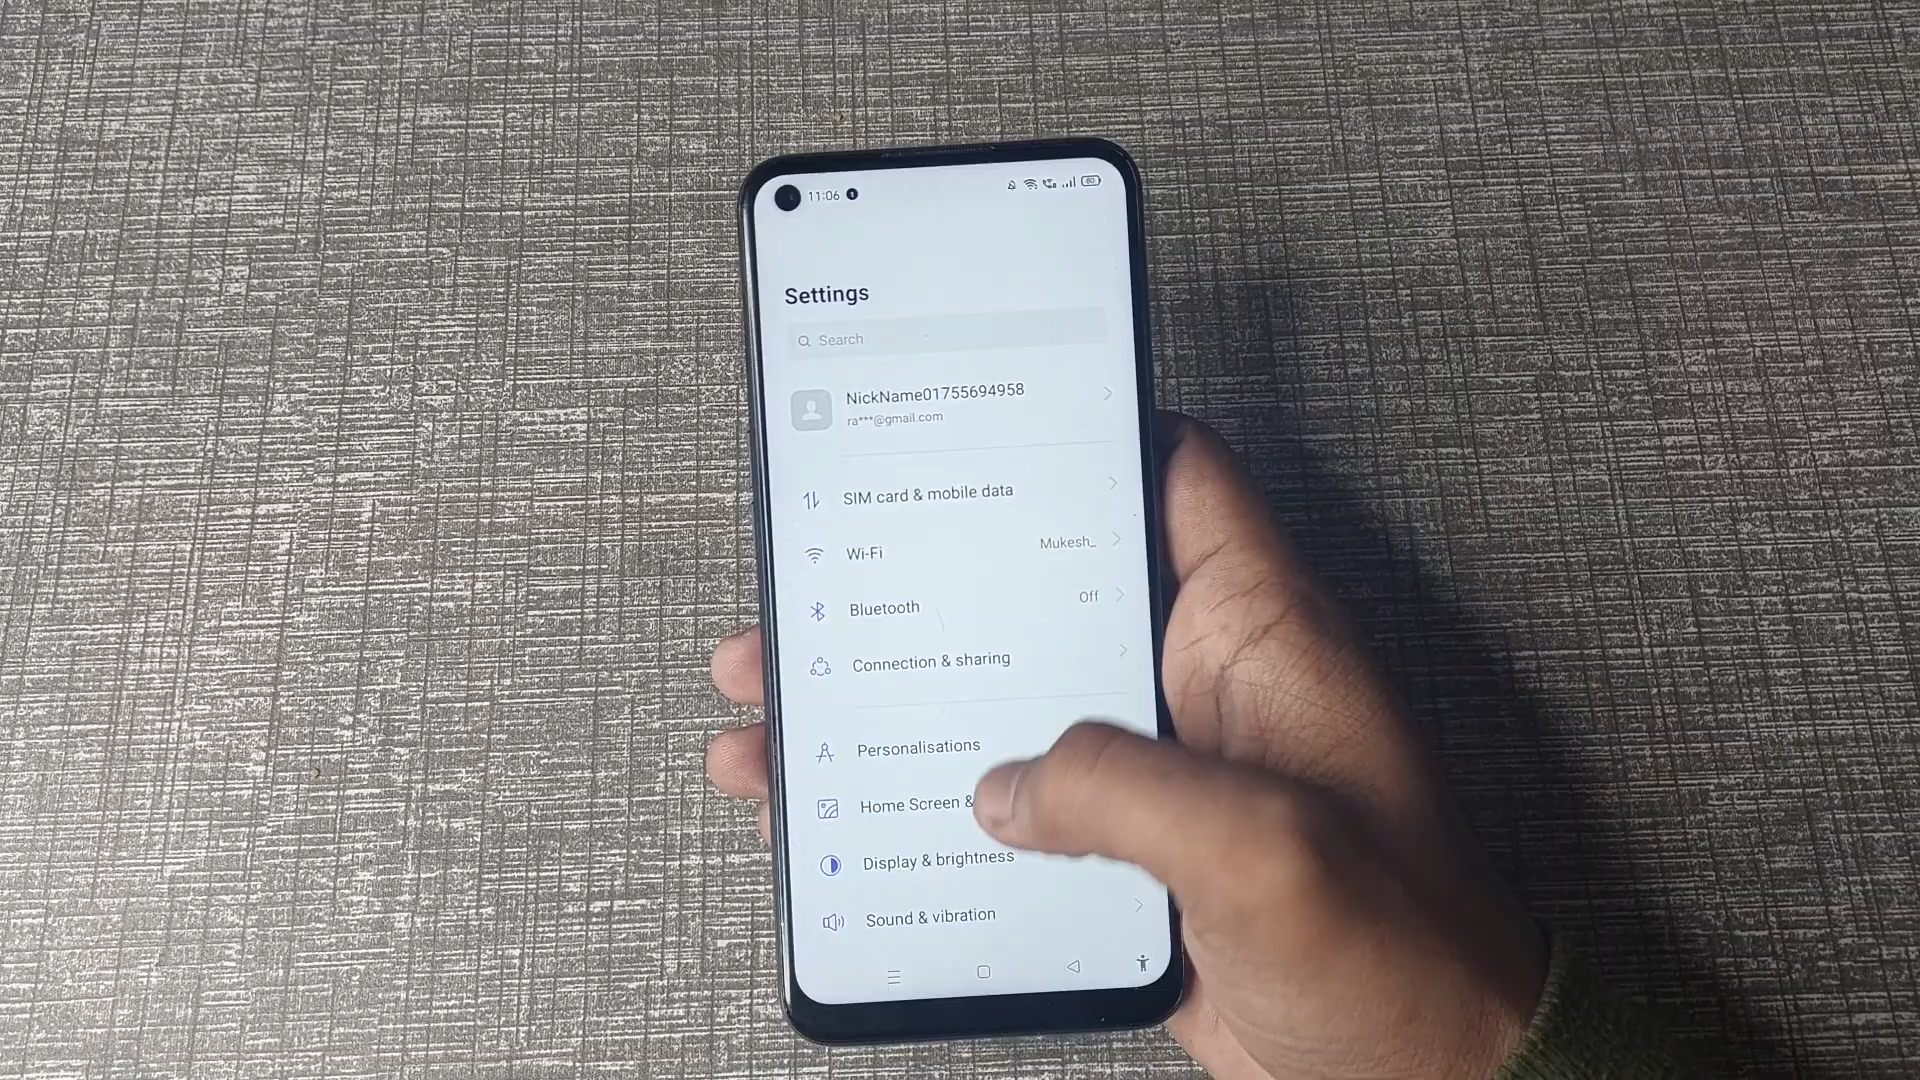 11:06
80
Settings
Search
NickName01755694958
ra***@gmail.com
SIM card & mobile data
Wi-Fi Mukesh_
Bluetooth Off
Connection & sharing
Personalisations
Home Screen &
Display & brightness
Sound & vibration